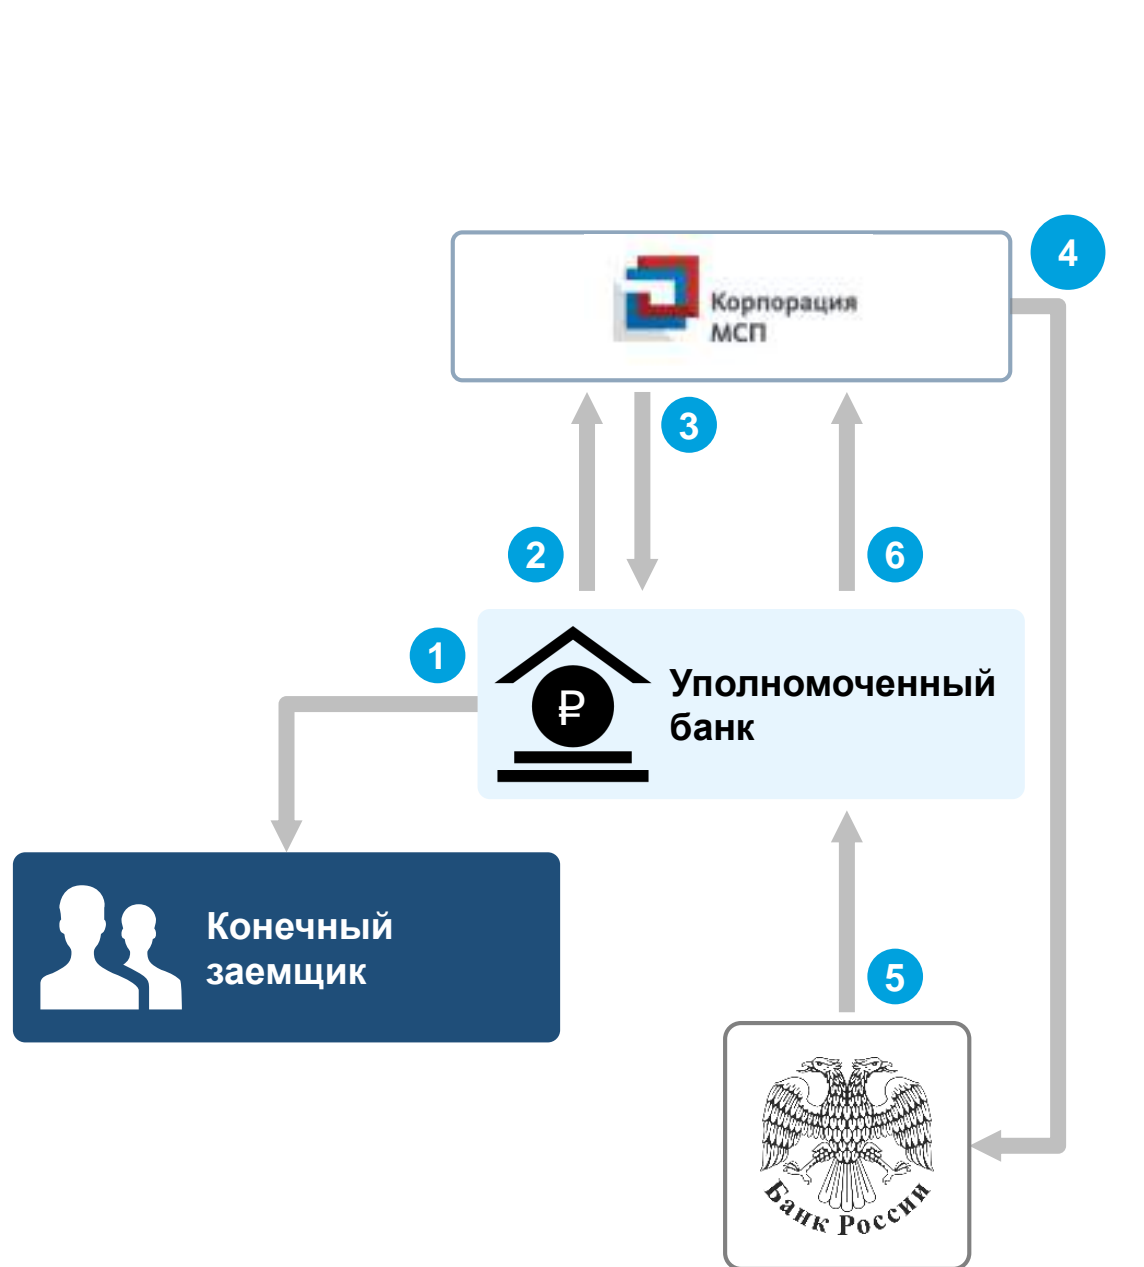 4
Корпорация
МСП
3
2
6
1
₽
Уполномоченный
банк
Конечный
заемщик
5
Банк России